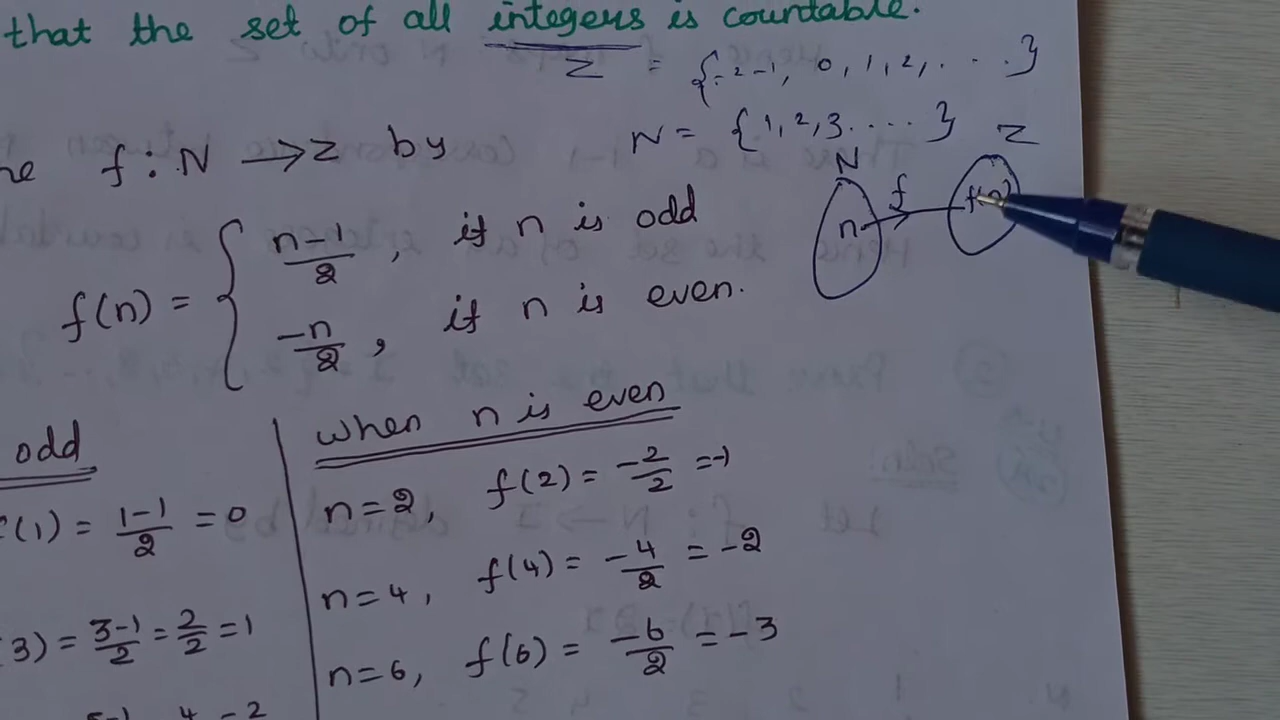 that the set of all integers is countable.
Z = {..-2-1, 0, 1, 2, ....}
N = {1,2,3.....}
f : N → Z by
N Z
n f f(n)
f(n) = { n-1/2 , if n is odd
-n/2 , if n is even.
odd
when n is even
(1) = 1-1/2 = 0
n=2, f(2) = -2/2 = -1
n=4, f(4) = -4/2 = -2
(3) = 3-1/2 = 2/2 = 1
n=6, f(6) = -6/2 = -3